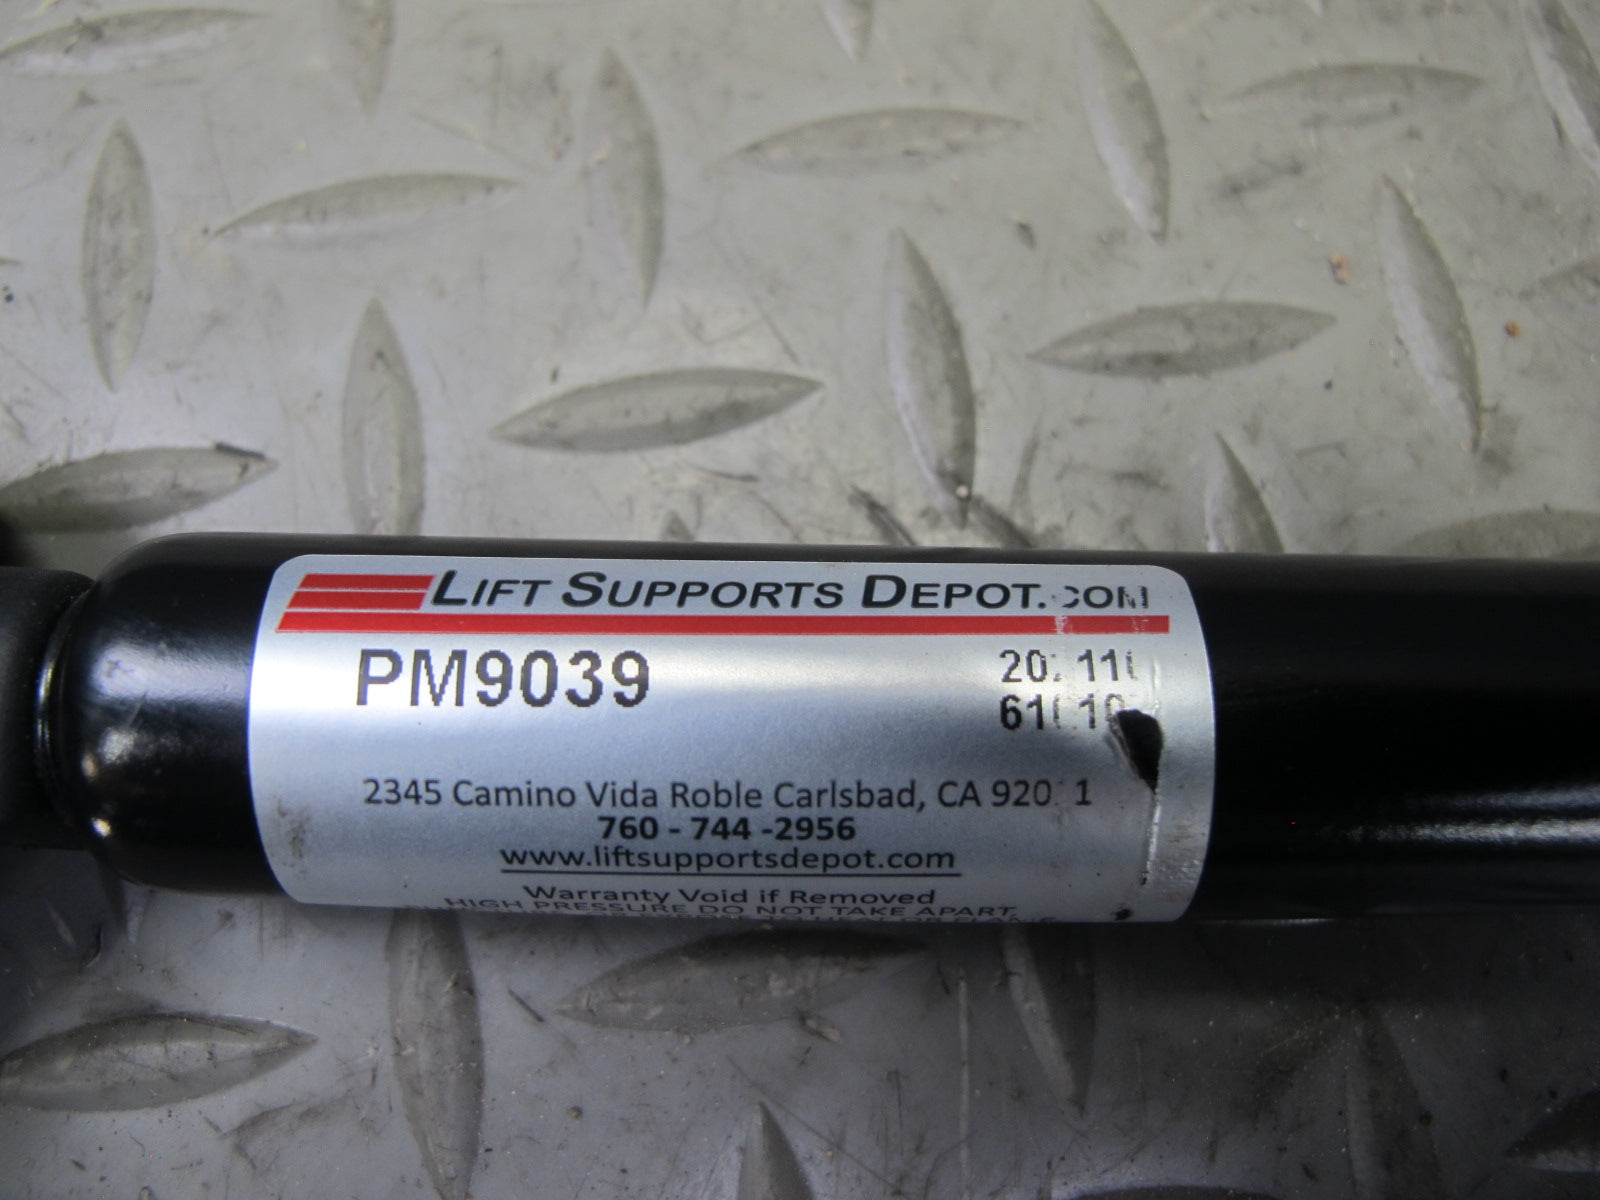 LIFT SUPPORTS DEPOT.COM
PM9039
2345 Camino Vida Roble Carlsbad, CA
760 - 744 -2956
www.liftsupportsdepot.com
Warranty Void if Removed
HIGH PRESSURE DO NOT TAKE APART